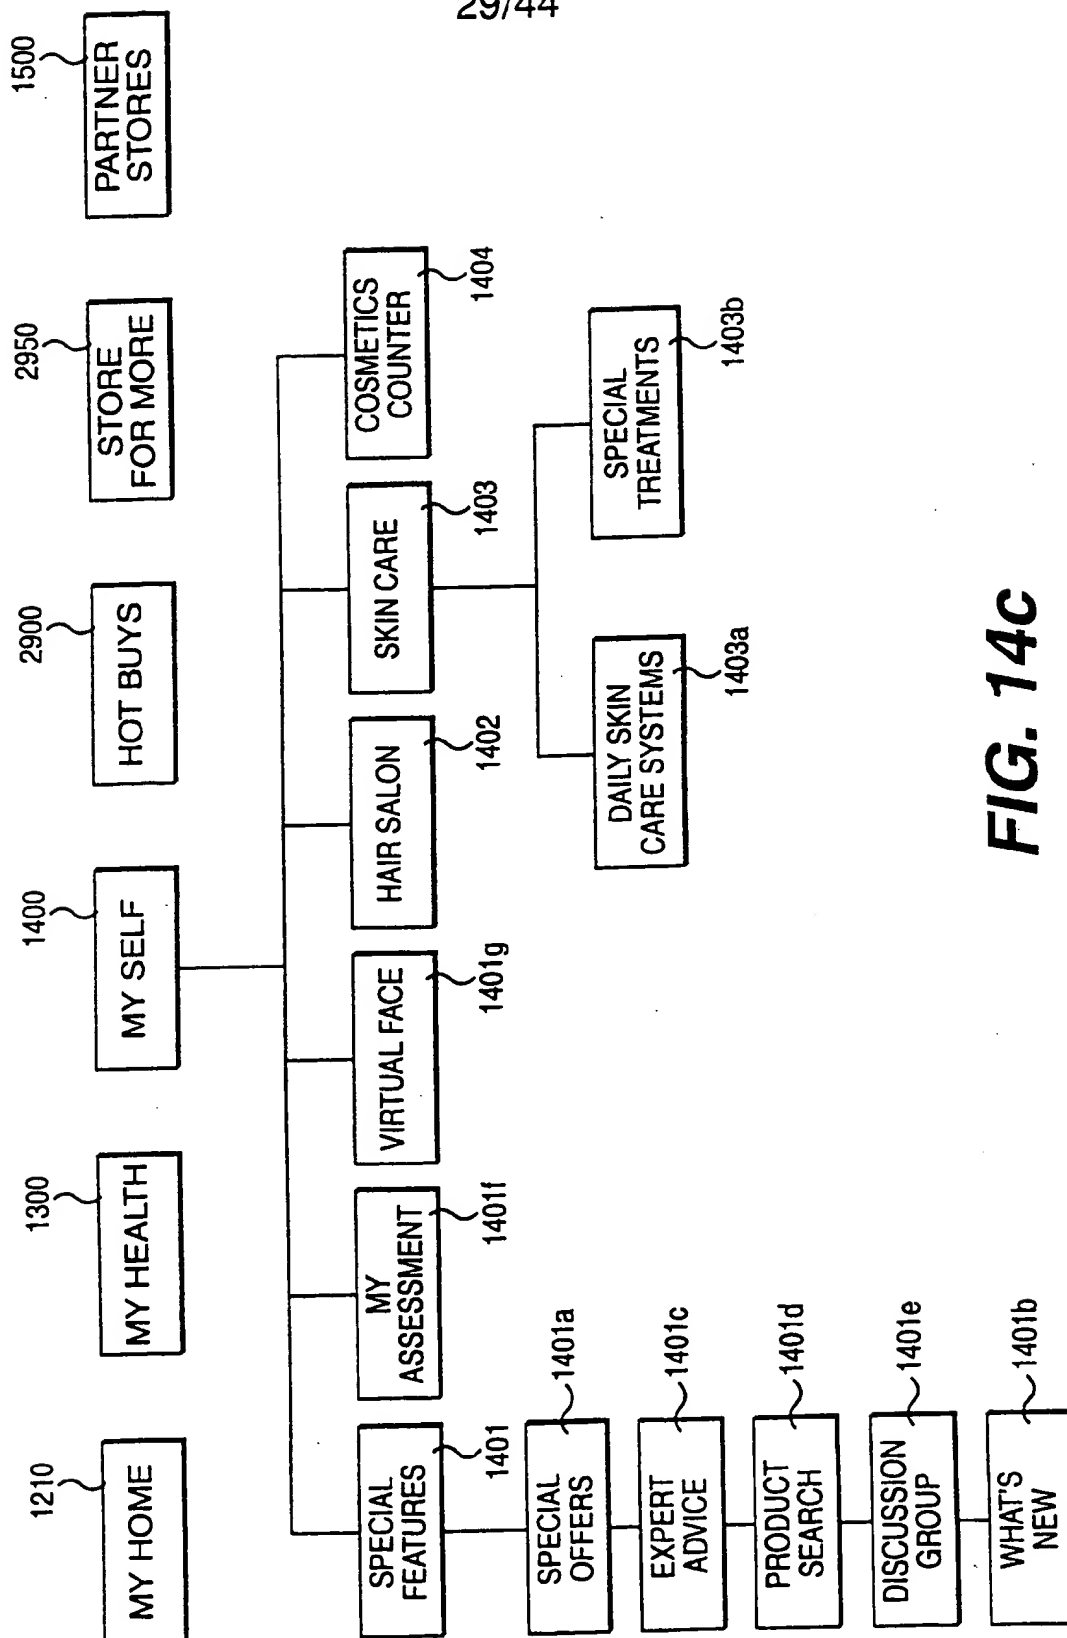 29/44
1210
MY HOME
1300
MY HEALTH
1400
MY SELF
2900
HOT BUYS
2950
STORE
FOR MORE
1500
PARTNER
STORES
SPECIAL
FEATURES
1401
MY
ASSESSMENT
1401f
VIRTUAL FACE
1401g
HAIR SALON
1402
SKIN CARE
1403
COSMETICS
COUNTER
1404
SPECIAL
OFFERS
1401a
EXPERT
ADVICE
1401c
PRODUCT
SEARCH
1401d
DISCUSSION
GROUP
1401e
WHAT'S
NEW
1401b
DAILY SKIN
CARE SYSTEMS
1403a
SPECIAL
TREATMENTS
1403b
FIG. 14c